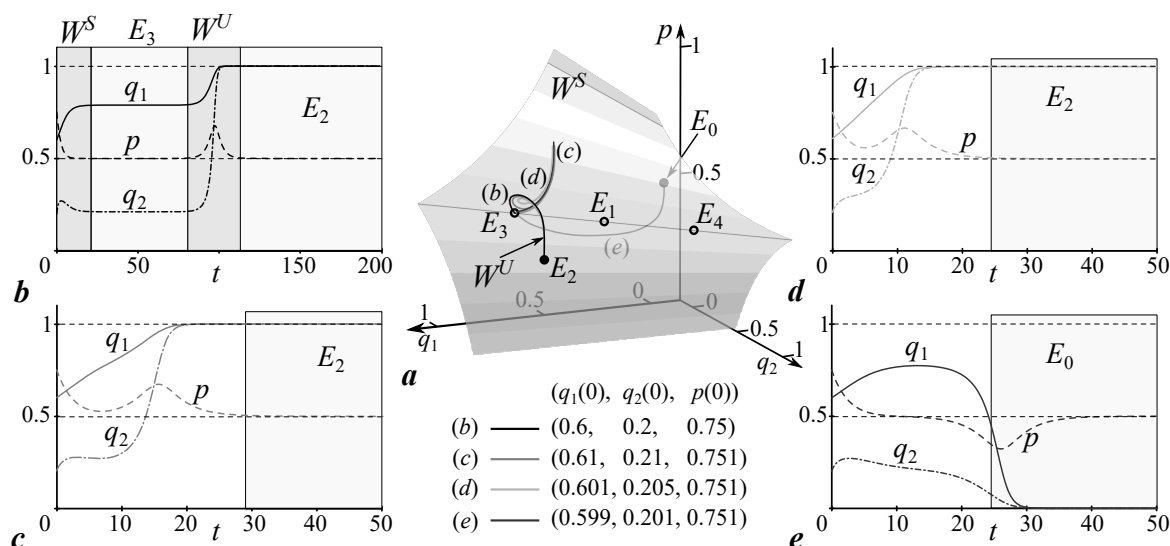 W^S E_3 W^U
1
q_1
E_2
p
0.5
q_2
0 t 100 200
b
p
1
W^S
E_0
(c)
0.5
(d)
(b)
E_1
E_3
E_4
(e)
W^U
E_2
0.5 0 0
1
q_1
0.5
q_2
1
a
1
q_1
E_2
p
0.5
q_2
0 10 20 t 30 40 50
d
1
q_1
E_2
p
0.5
q_2
0 10 20 t 30 40 50
c
(q_1(0), q_2(0), p(0))
(b) (0.6, 0.2, 0.75)
(c) (0.61, 0.21, 0.751)
(d) (0.601, 0.205, 0.751)
(e) (0.599, 0.201, 0.751)
1
q_1
E_0
0.5
p
q_2
0 10 20 t 30 40 50
e